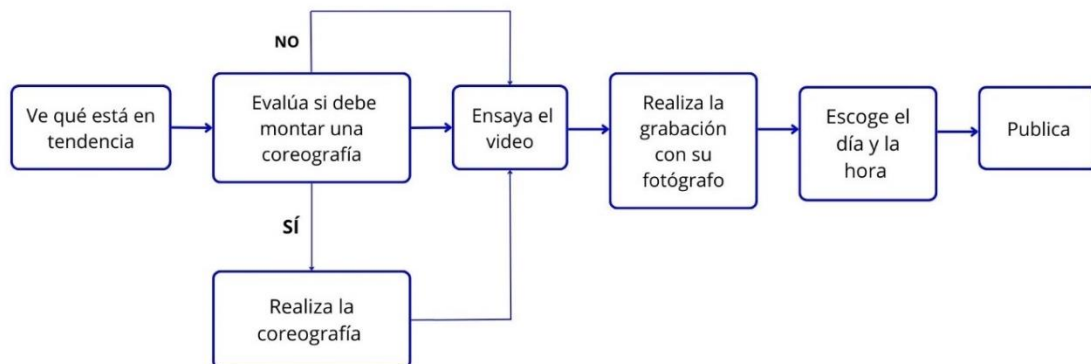 NO
Ve qué está en
tendencia
Evalúa si debe
montar una
coreografía
Ensaya el
video
Realiza la
grabación
con su
fotógrafo
Escoge el
día y la
hora
Publica
SÍ
Realiza la
coreografía